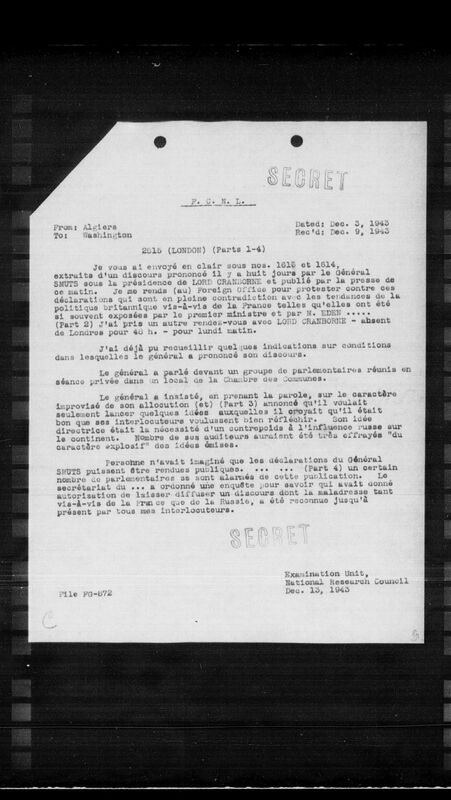 SECRET
F. C. N. L.
From: Algiers
Dated: Dec. 3, 1943
To: Washington
Rec'd: Dec. 9, 1943
2615 (LONDON) (Parts 1-4)
Je vous ai envoyé en clair sous nos. 1613 et 1614,
extraits d'un discours prononcé il y a huit jours par le Général
SMUTS sous la présidence de LORD CRANBORNE et publié par la presse de
ce matin. Je me rends (au) Foreign Office pour protester contre ces
déclarations qui sont en pleine contradiction avec les tendances de la
politique britannique vis-à-vis de la France telles qu'elles ont été
si souvent exposées par le premier ministre et par M. EDEN .....
(Part 2) J'ai pris un autre rendez-vous avec LORD CRANBORNE - absent
de Londres pour 48 h. - pour lundi matin.
J'ai déjà pu recueillir quelques indications sur conditions
dans lesquelles le général a prononcé son discours.
Le général a parlé devant un groupe de parlementaires réunis en
séance privée dans un local de la Chambre des Communes.
Le général a insisté, en prenant la parole, sur le caractère
improvisé de son allocution (et) (Part 3) annoncé qu'il voulait
seulement lancer quelques idées auxquelles il croyait qu'il était
bon que ses interlocuteurs voulussent bien réfléchir. Son idée
directrice était la nécessité d'un contrepoids à l'influence russe sur
le continent. Nombre de ses auditeurs auraient été très effrayés "du
caractère explosif" des idées émises.
Personne n'avait imaginé que les déclarations du Général
SMUTS puissent être rendues publiques. ... ... (Part 4) un certain
nombre de parlementaires se sont alarmés de cette publication. Le
secrétariat du ... a ordonné une enquête pour savoir qui avait donné
autorisation de laisser diffuser un discours dont la maladresse tant
vis-à-vis de la France que de la Russie, a été reconnue jusqu'à
présent par tous mes interlocuteurs.
SECRET
Examination Unit,
National Research Council
File FG-872
Dec. 13, 1943
C